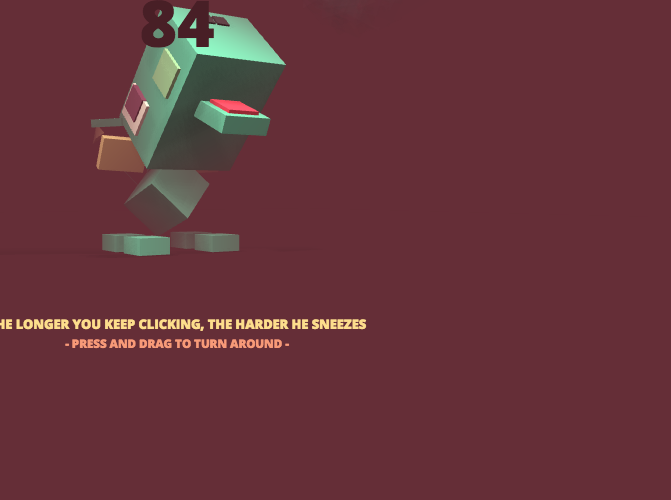 84
HE LONGER YOU KEEP CLICKING, THE HARDER HE SNEEZES
- PRESS AND DRAG TO TURN AROUND -